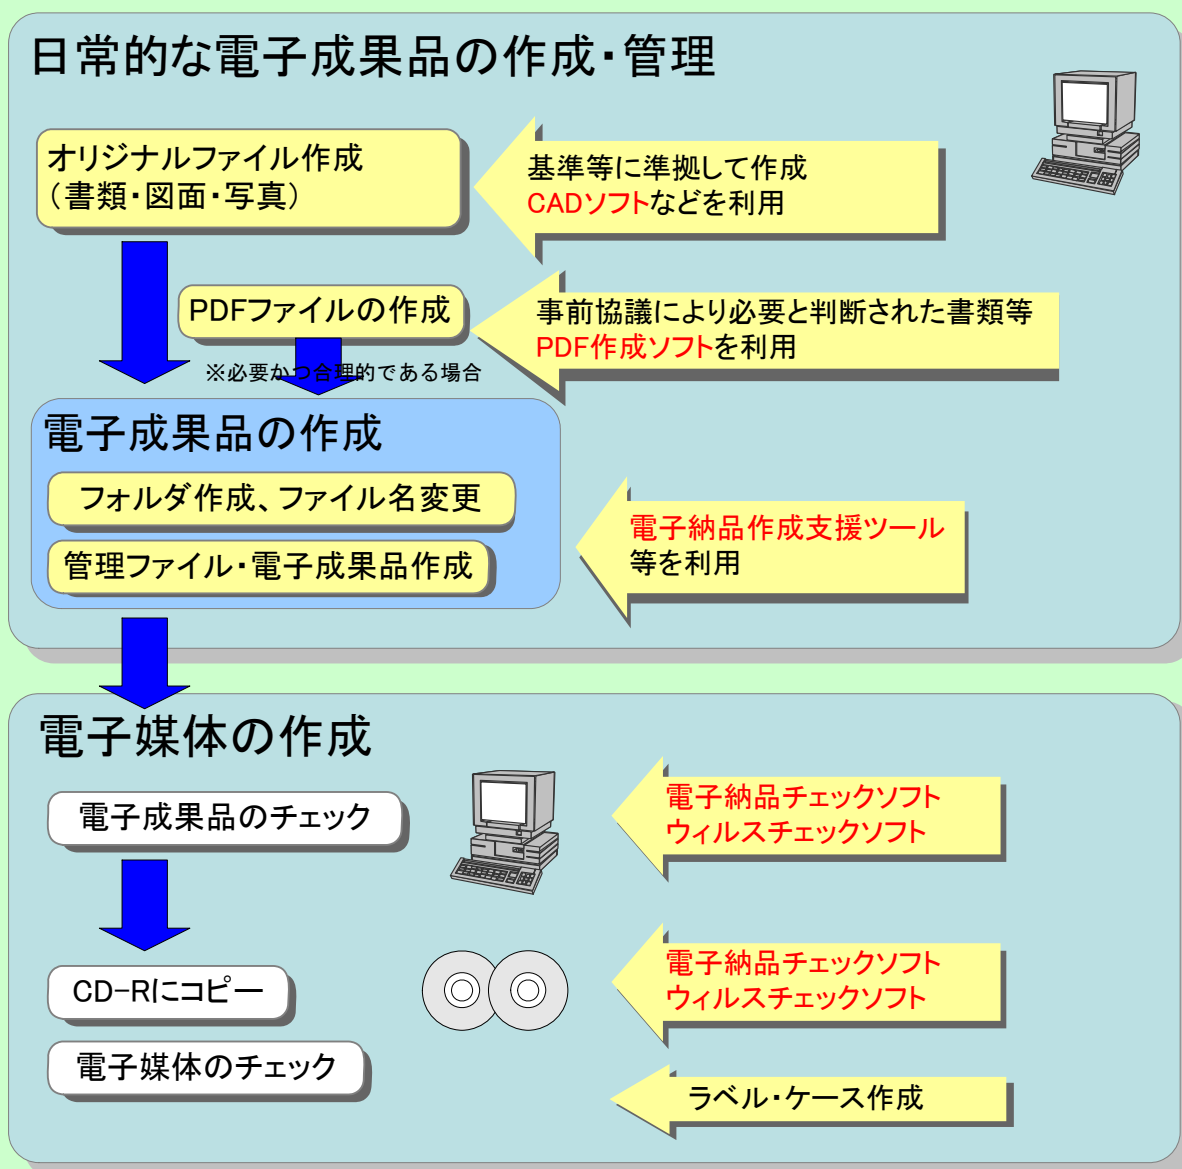 日常的な電子成果品の作成・管理
オリジナルファイル作成
（書類・図面・写真）
基準等に準拠して作成
CADソフトなどを利用
PDFファイルの作成
事前協議により必要と判断された書類等
PDF作成ソフトを利用
※必要かつ合理的である場合
電子成果品の作成
フォルダ作成、ファイル名変更
管理ファイル・電子成果品作成
電子納品作成支援ツール
等を利用
電子媒体の作成
電子成果品のチェック
電子納品チェックソフト
ウィルスチェックソフト
CD-Rにコピー
電子納品チェックソフト
ウィルスチェックソフト
電子媒体のチェック
ラベル・ケース作成